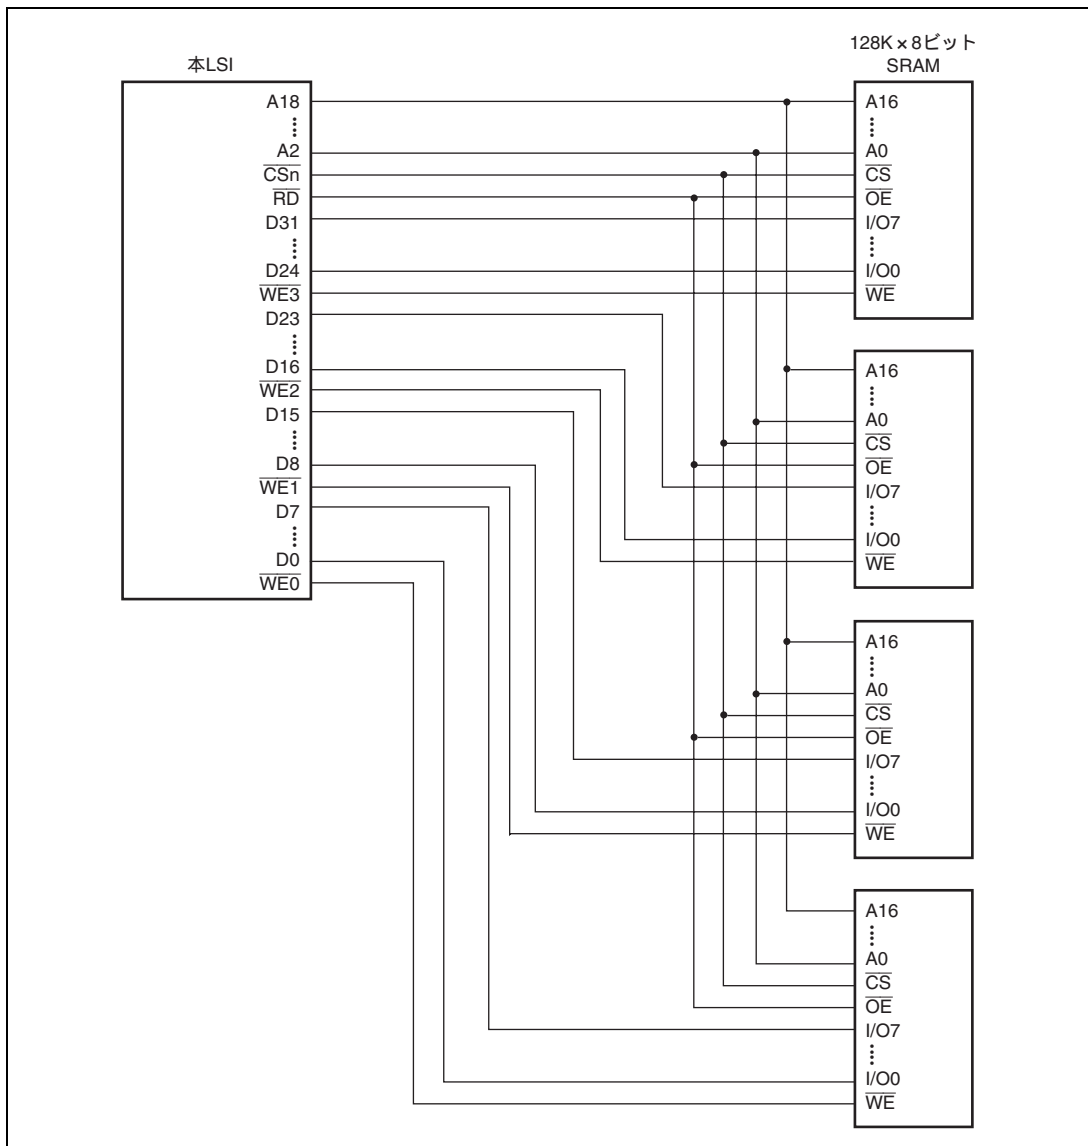 本LSI
A18
A2
CSn
RD
D31
D24
WE3
D23
D16
WE2
D15
D8
WE1
D7
D0
WE0
128K×8ビット
SRAM
A16
A0
CS
OE
I/O7
I/O0
WE
A16
A0
CS
OE
I/O7
I/O0
WE
A16
A0
CS
OE
I/O7
I/O0
WE
A16
A0
CS
OE
I/O7
I/O0
WE